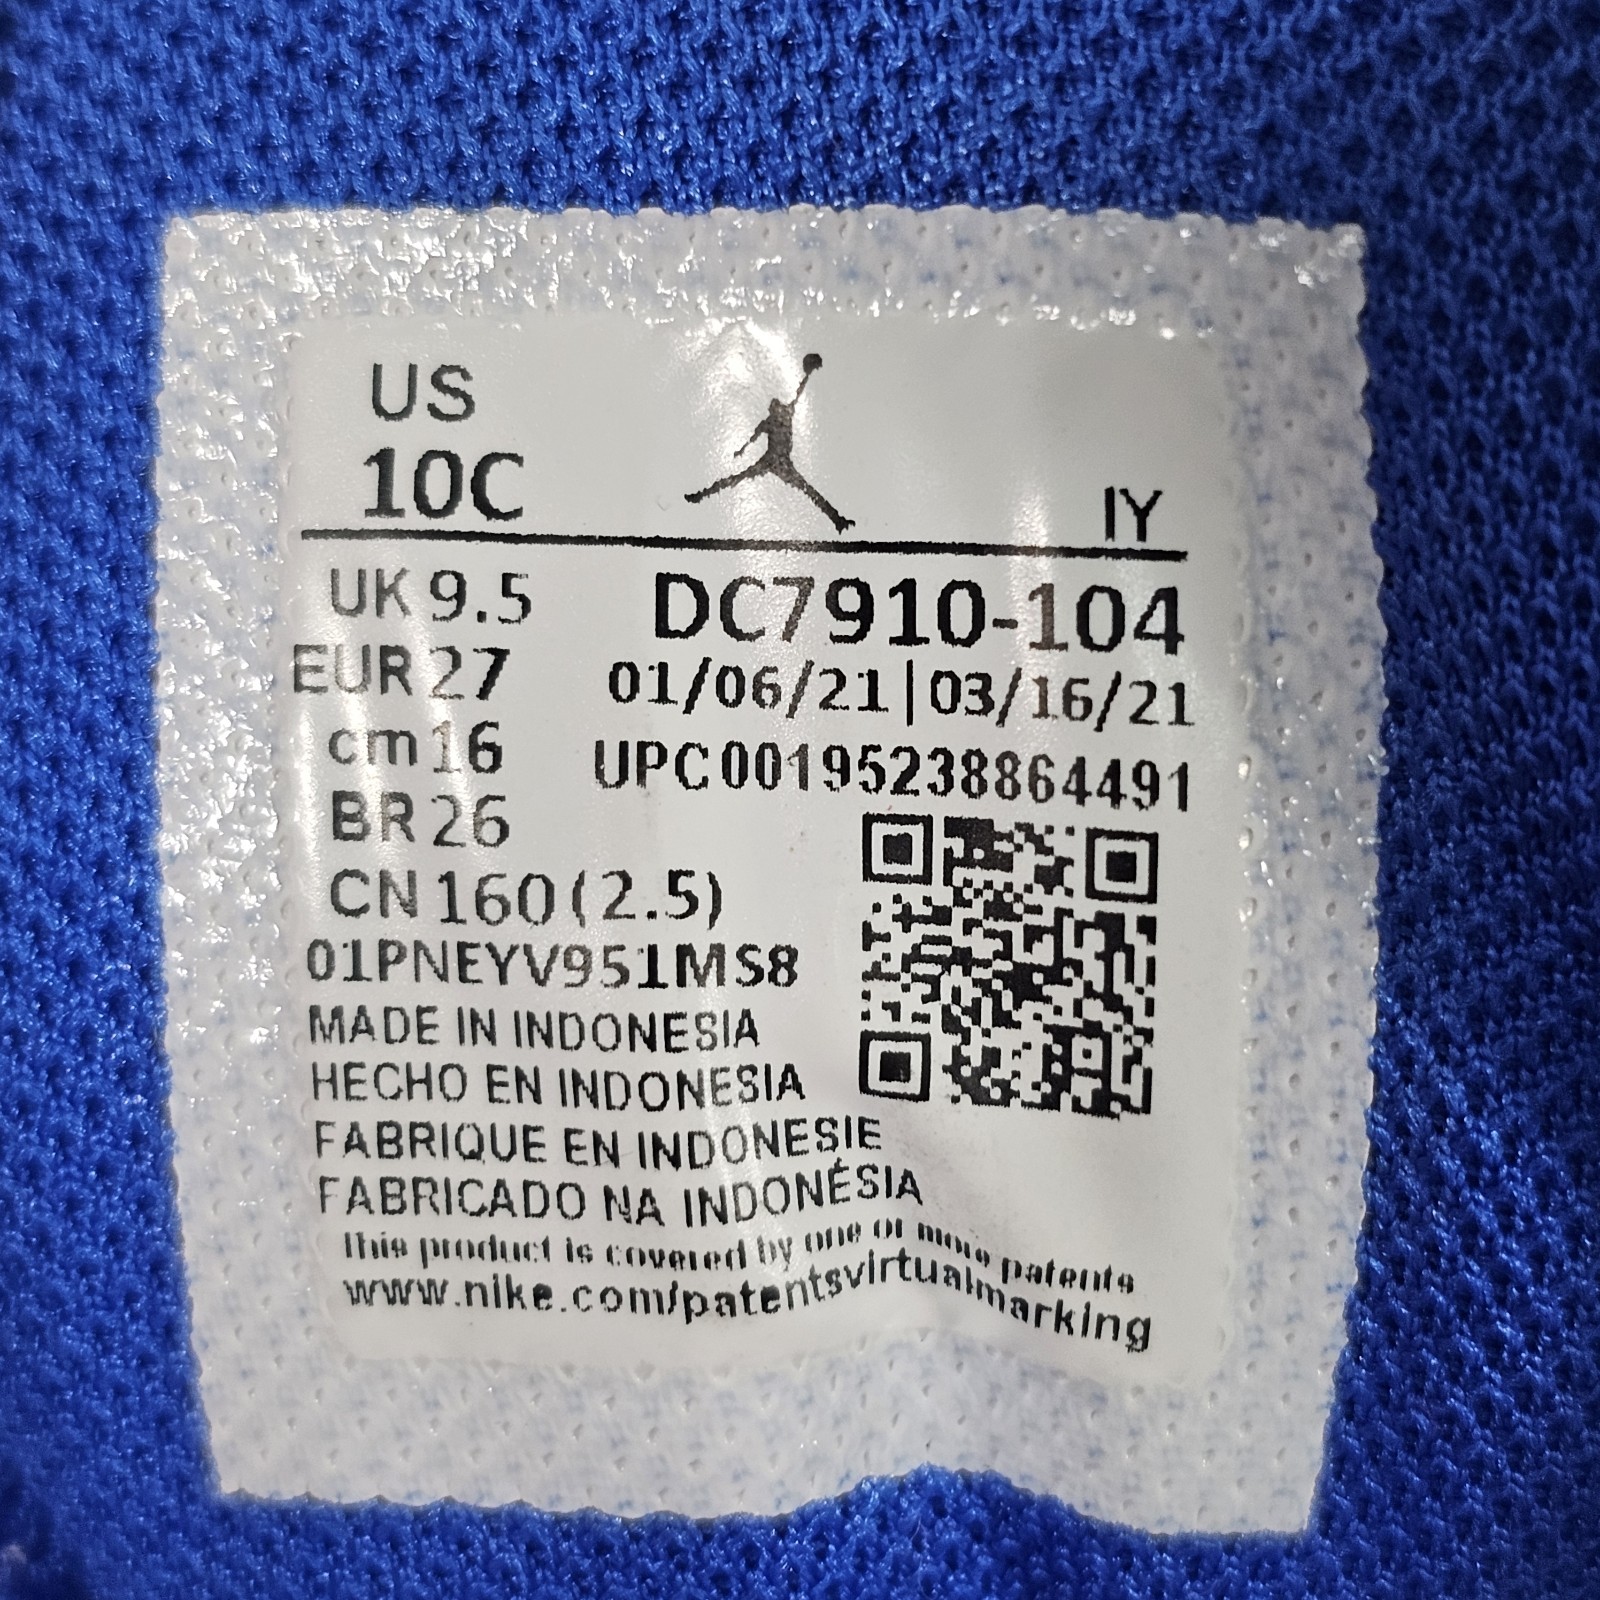 US
10C
IY
UK 9.5
DC7910-104
EUR 27
01/06/21|03/16/21
cm 16
UPC00195238864491
BR 26
CN 160(2.5)
01PNEYV951MS8
MADE IN INDONESIA
HECHO EN INDONESIA
FABRIQUE EN INDONESIE
FABRICADO NA INDONÉSIA
This product is covered by one or more patents
www.nike.com/patentsvirtualmarking